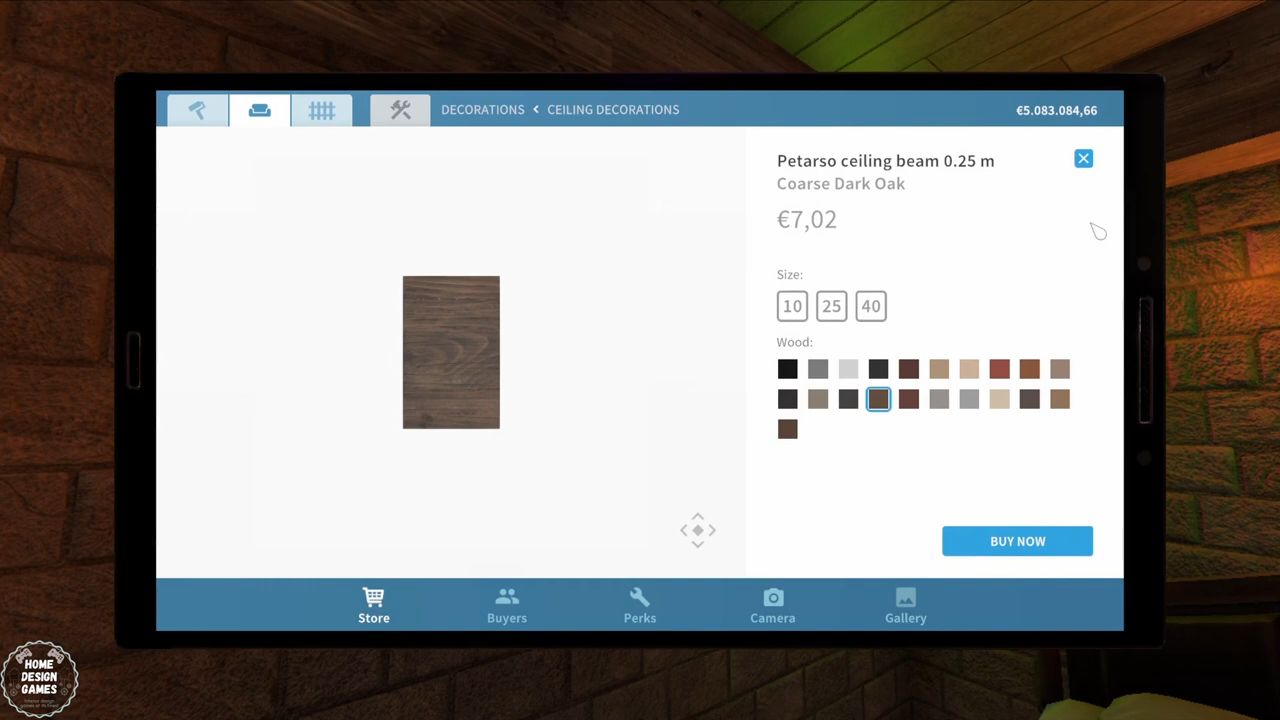 DECORATIONS < CEILING DECORATIONS
€5.083.084,66
Petarso ceiling beam 0.25 m
Coarse Dark Oak
€7,02
Size:
10 25 40
Wood:
BUY NOW
Store Buyers Perks Camera Gallery
HOME
DESIGN
GAMES